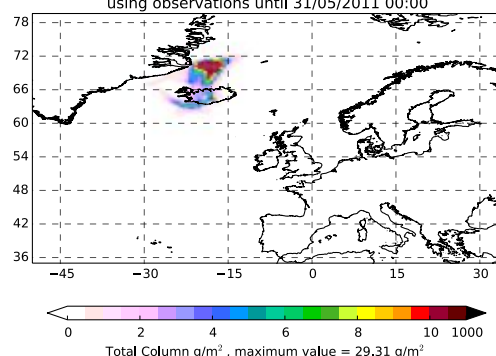 using observations until 31/05/2011 00:00
78
72
66
60
54
48
42
36
−45 −30 −15 0 15 30
0 2 4 6 8 10 1000
Total Column g/m² , maximum value = 29.31 g/m²